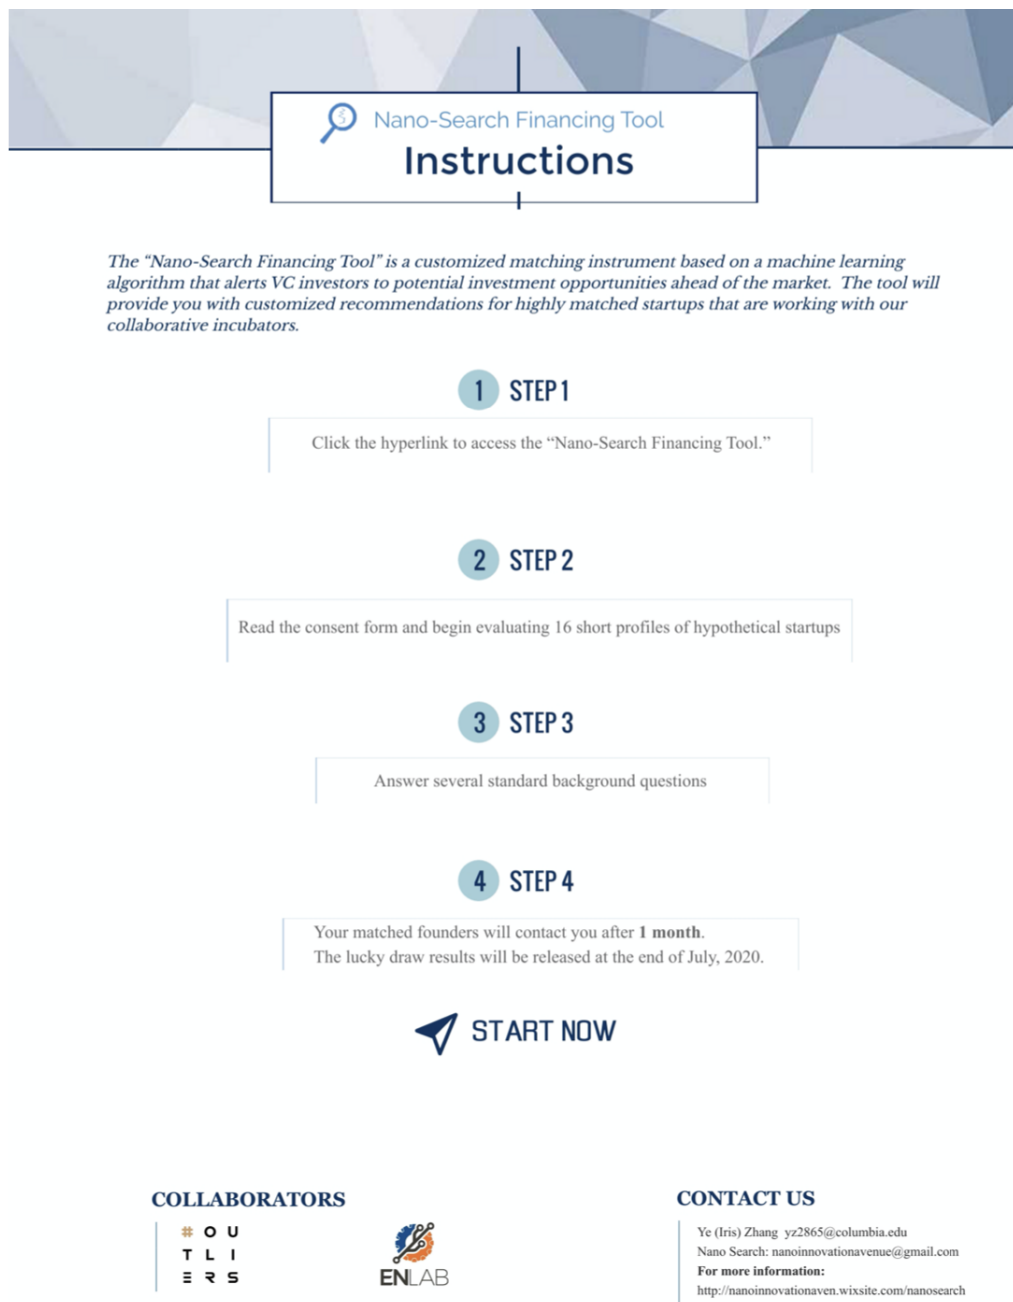 Nano-Search Financing Tool
Instructions
The “Nano-Search Financing Tool” is a customized matching instrument based on a machine learning
algorithm that alerts VC investors to potential investment opportunities ahead of the market.  The tool will
provide you with customized recommendations for highly matched startups that are working with our
collaborative incubators.
1 STEP 1
Click the hyperlink to access the “Nano-Search Financing Tool.”
2 STEP 2
Read the consent form and begin evaluating 16 short profiles of hypothetical startups
3 STEP 3
Answer several standard background questions
4 STEP 4
Your matched founders will contact you after 1 month.
The lucky draw results will be released at the end of July, 2020.
START NOW
COLLABORATORS
# O U
T L I
E R S
ENLAB
CONTACT US
Ye (Iris) Zhang  yz2865@columbia.edu
Nano Search: nanoinnovationavenue@gmail.com
For more information:
http://nanoinnovationaven.wixsite.com/nanosearch